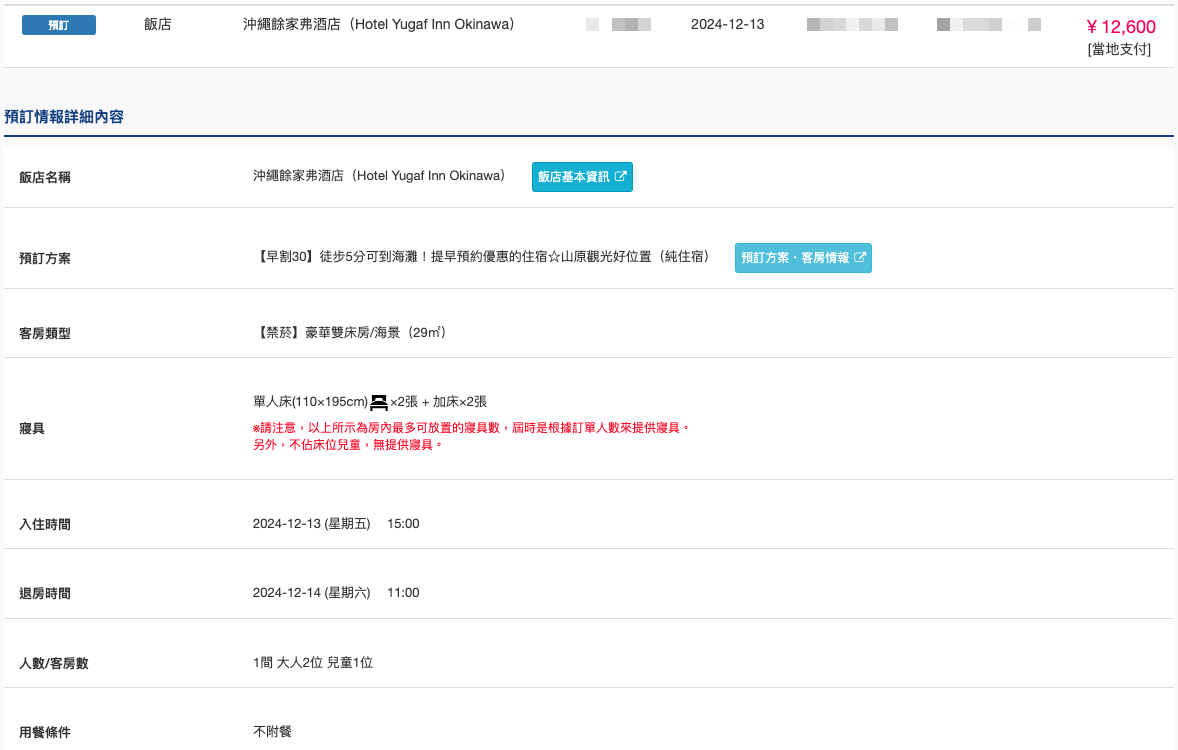 預訂 飯店 沖繩餘家弗酒店（Hotel Yugaf Inn Okinawa） 2024-12-13 ¥ 12,600
[當地支付]
預訂情報詳細內容
飯店名稱 沖繩餘家弗酒店（Hotel Yugaf Inn Okinawa） 飯店基本資訊
預訂方案 【早割30】徒步5分可到海灘！提早預約優惠的住宿☆山原觀光好位置（純住宿） 預訂方案・客房情報
客房類型 【禁菸】豪華雙床房/海景（29㎡）
寢具 單人床(110×195cm) ×2張 + 加床×2張
※請注意，以上所示為房內最多可放置的寢具數，屆時是根據訂單人數來提供寢具。
另外，不佔床位兒童，無提供寢具。
入住時間 2024-12-13 (星期五) 15:00
退房時間 2024-12-14 (星期六) 11:00
人數/客房數 1間 大人2位 兒童1位
用餐條件 不附餐